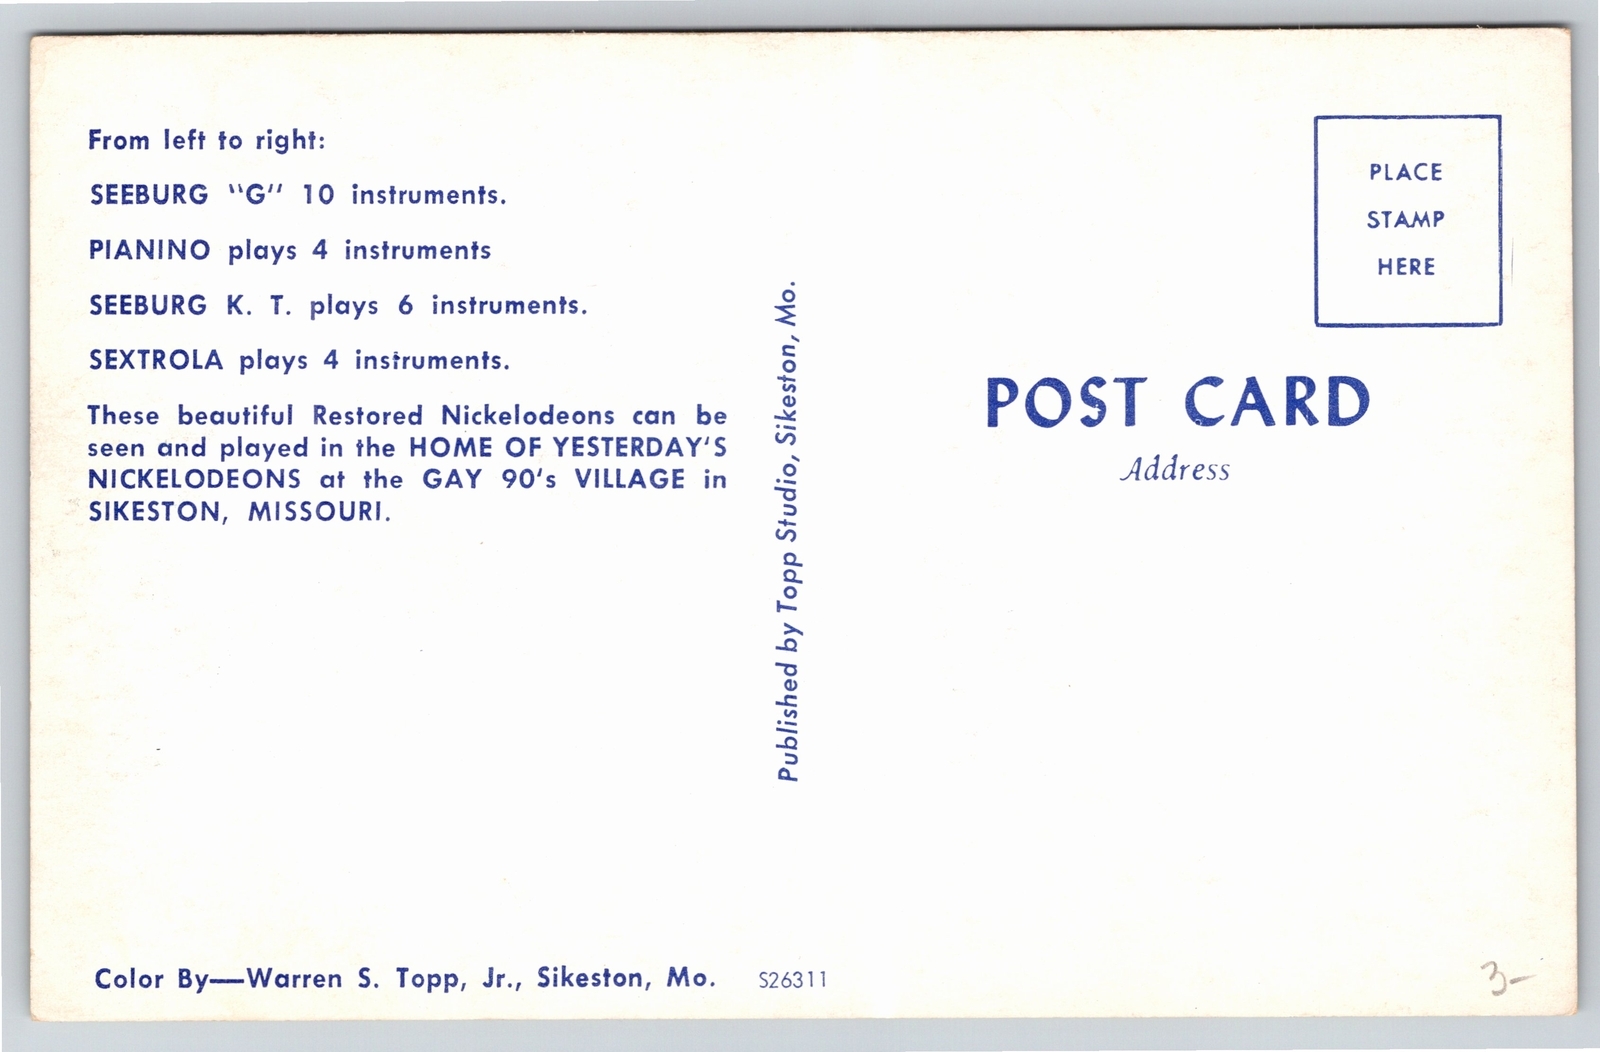 From left to right:
SEEBURG "G" 10 instruments.
PIANINO plays 4 instruments
SEEBURG K. T. plays 6 instruments.
SEXTROLA plays 4 instruments.
These beautiful Restored Nickelodeons can be
seen and played in the HOME OF YESTERDAY'S
NICKELODEONS at the GAY 90's VILLAGE in
SIKESTON, MISSOURI.
Color By—Warren S. Topp, Jr., Sikeston, Mo.
S26311
Published by Topp Studio, Sikeston, Mo.
PLACE
STAMP
HERE
POST CARD
Address
3-